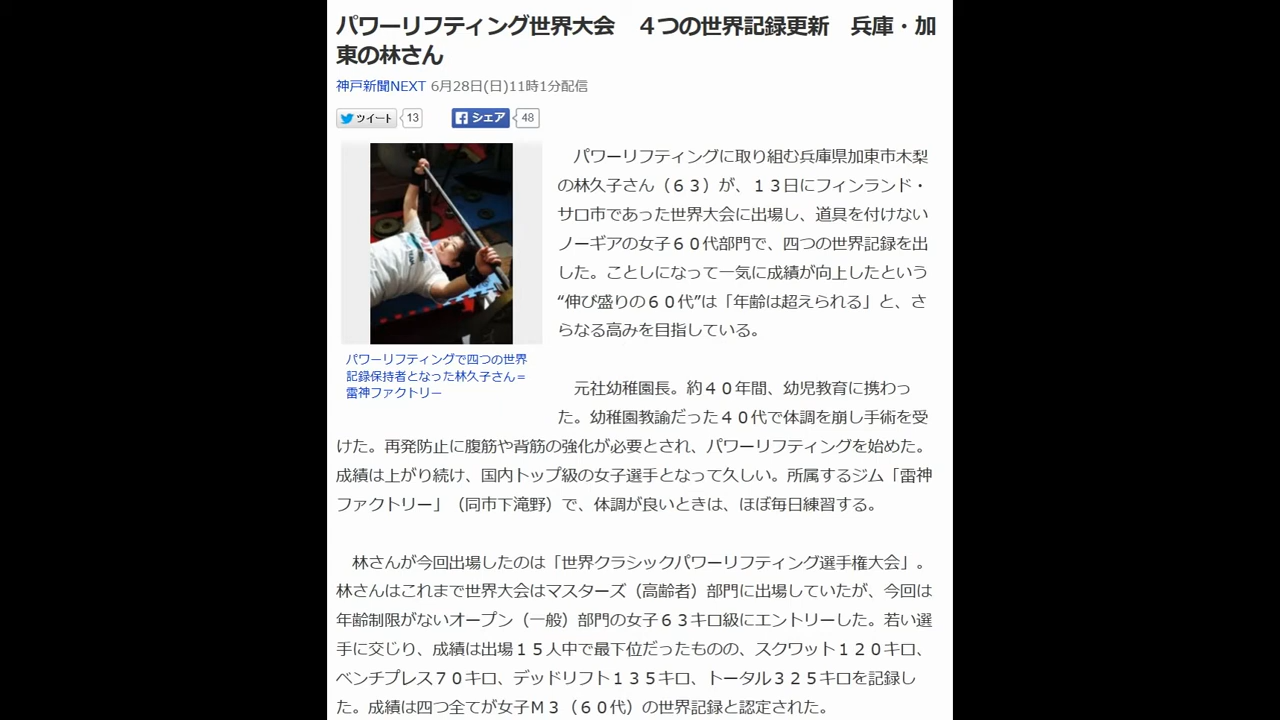 パワーリフティング世界大会　４つの世界記録更新　兵庫・加
東の林さん
神戸新聞NEXT 6月28日(日)11時1分配信
ツイート 13 シェア 48
パワーリフティングに取り組む兵庫県加東市木梨
の林久子さん（６３）が、１３日にフィンランド・
サロ市であった世界大会に出場し、道具を付けない
ノーギアの女子６０代部門で、四つの世界記録を出
した。ことしになって一気に成績が向上したという
“伸び盛りの６０代”は「年齢は超えられる」と、さ
らなる高みを目指している。
パワーリフティングで四つの世界
記録保持者となった林久子さん＝
雷神ファクトリー
元社幼稚園長。約４０年間、幼児教育に携わっ
た。幼稚園教諭だった４０代で体調を崩し手術を受
けた。再発防止に腹筋や背筋の強化が必要とされ、パワーリフティングを始めた。
成績は上がり続け、国内トップ級の女子選手となって久しい。所属するジム「雷神
ファクトリー」（同市下滝野）で、体調が良いときは、ほぼ毎日練習する。
林さんが今回出場したのは「世界クラシックパワーリフティング選手権大会」。
林さんはこれまで世界大会はマスターズ（高齢者）部門に出場していたが、今回は
年齢制限がないオープン（一般）部門の女子６３キロ級にエントリーした。若い選
手に交じり、成績は出場１５人中で最下位だったものの、スクワット１２０キロ、
ベンチプレス７０キロ、デッドリフト１３５キロ、トータル３２５キロを記録し
た。成績は四つ全てが女子Ｍ３（６０代）の世界記録と認定された。